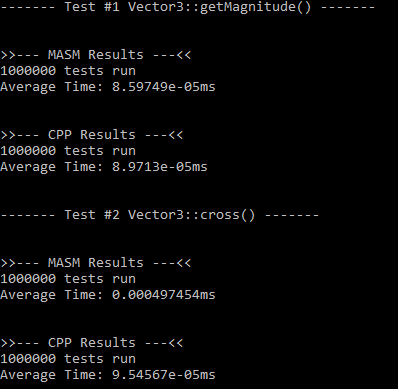 ------- Test #1 Vector3::getMagnitude() -------
>>--- MASM Results ---<<
1000000 tests run
Average Time: 8.59749e-05ms
>>--- CPP Results ---<<
1000000 tests run
Average Time: 8.9713e-05ms
------- Test #2 Vector3::cross() -------
>>--- MASM Results ---<<
1000000 tests run
Average Time: 0.000497454ms
>>--- CPP Results ---<<
1000000 tests run
Average Time: 9.54567e-05ms